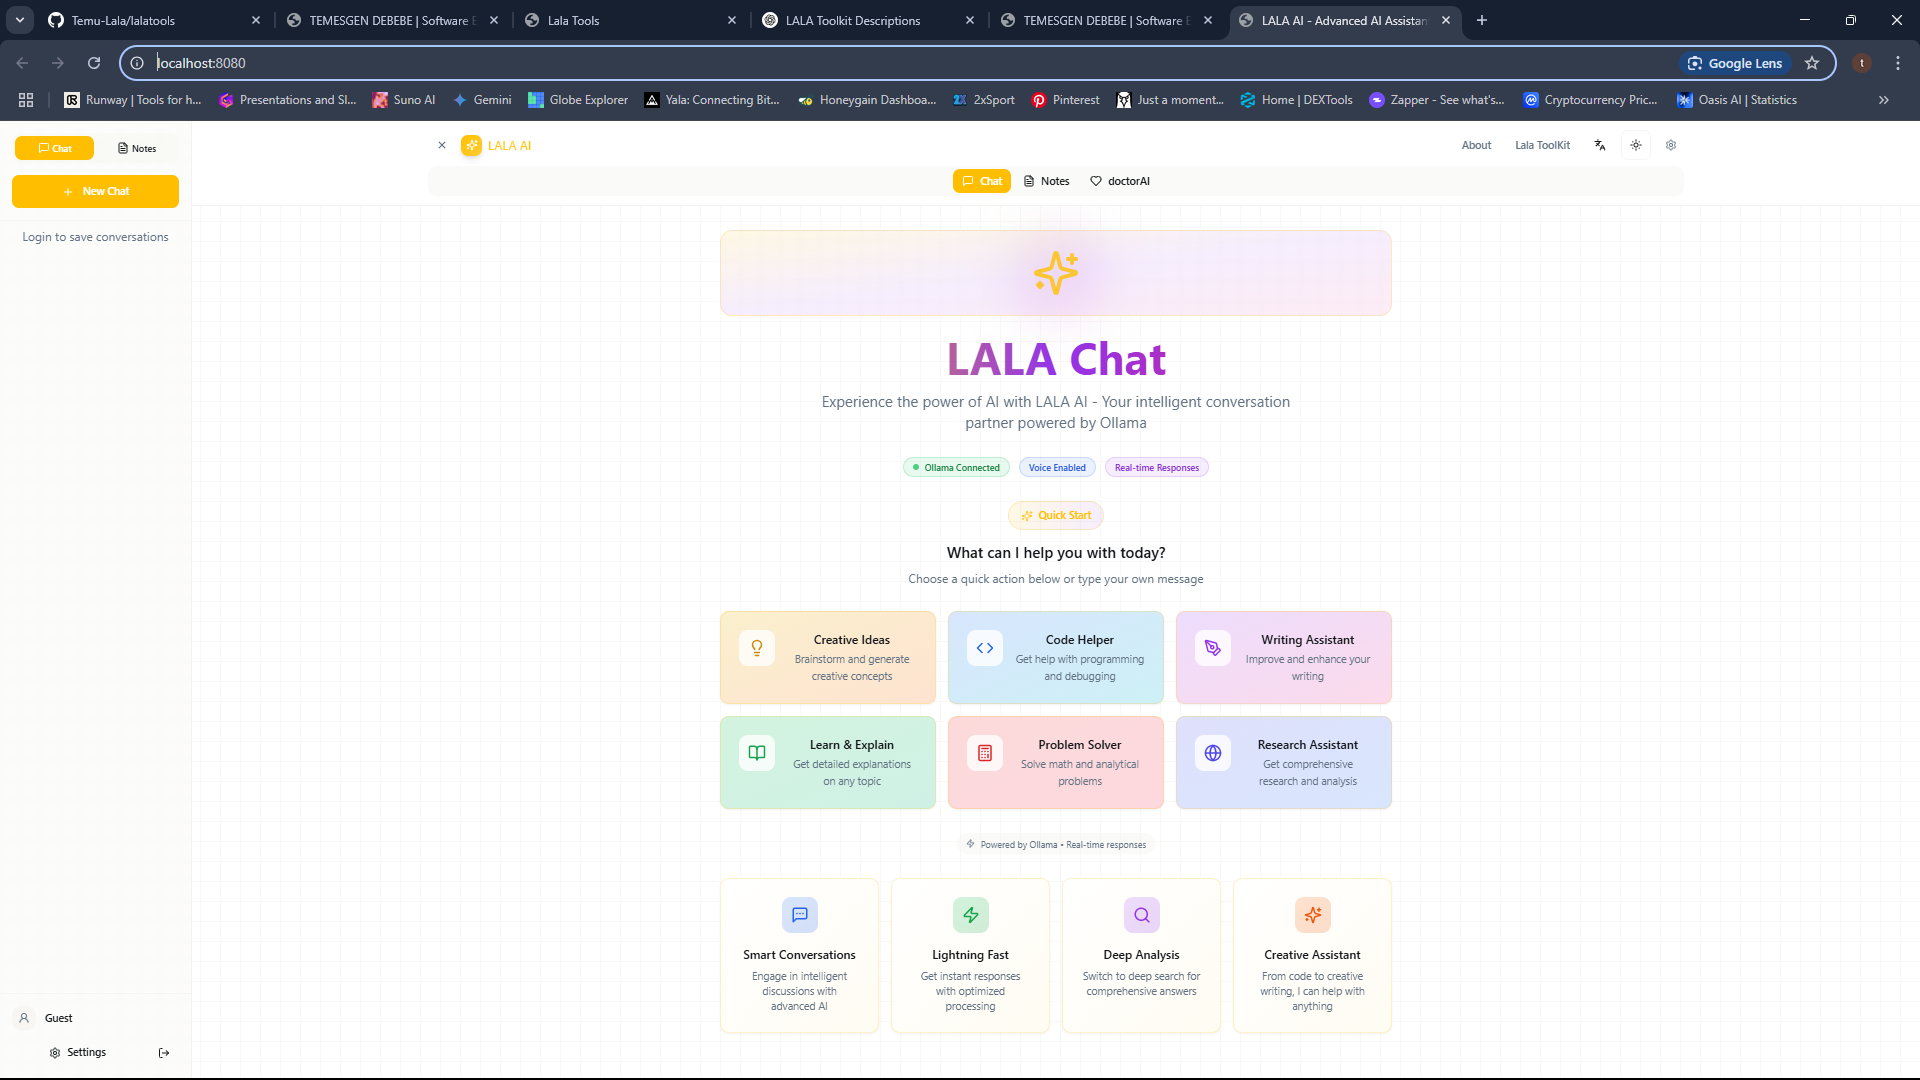 Temu-Lala/lalatools
TEMESGEN DEBEBE | Software E
Lala Tools
LALA Toolkit Descriptions
TEMESGEN DEBEBE | Software E
LALA AI - Advanced AI Assistan
localhost:8080
Google Lens
t
Runway | Tools for h...
Presentations and Sl...
Suno AI
Gemini
Globe Explorer
Yala: Connecting Bit...
Honeygain Dashboa...
2xSport
Pinterest
Just a moment...
Home | DEXTools
Zapper - See what's...
Cryptocurrency Pric...
Oasis AI | Statistics
Chat
Notes
New Chat
Login to save conversations
Guest
Settings
LALA AI
About
Lala ToolKit
Chat
Notes
doctorAI
LALA Chat
Experience the power of AI with LALA AI - Your intelligent conversation
partner powered by Ollama
Ollama Connected
Voice Enabled
Real-time Responses
Quick Start
What can I help you with today?
Choose a quick action below or type your own message
Creative Ideas
Brainstorm and generate
creative concepts
Code Helper
Get help with programming
and debugging
Writing Assistant
Improve and enhance your
writing
Learn & Explain
Get detailed explanations
on any topic
Problem Solver
Solve math and analytical
problems
Research Assistant
Get comprehensive
research and analysis
Powered by Ollama • Real-time responses
Smart Conversations
Engage in intelligent
discussions with
advanced AI
Lightning Fast
Get instant responses
with optimized
processing
Deep Analysis
Switch to deep search for
comprehensive answers
Creative Assistant
From code to creative
writing, I can help with
anything